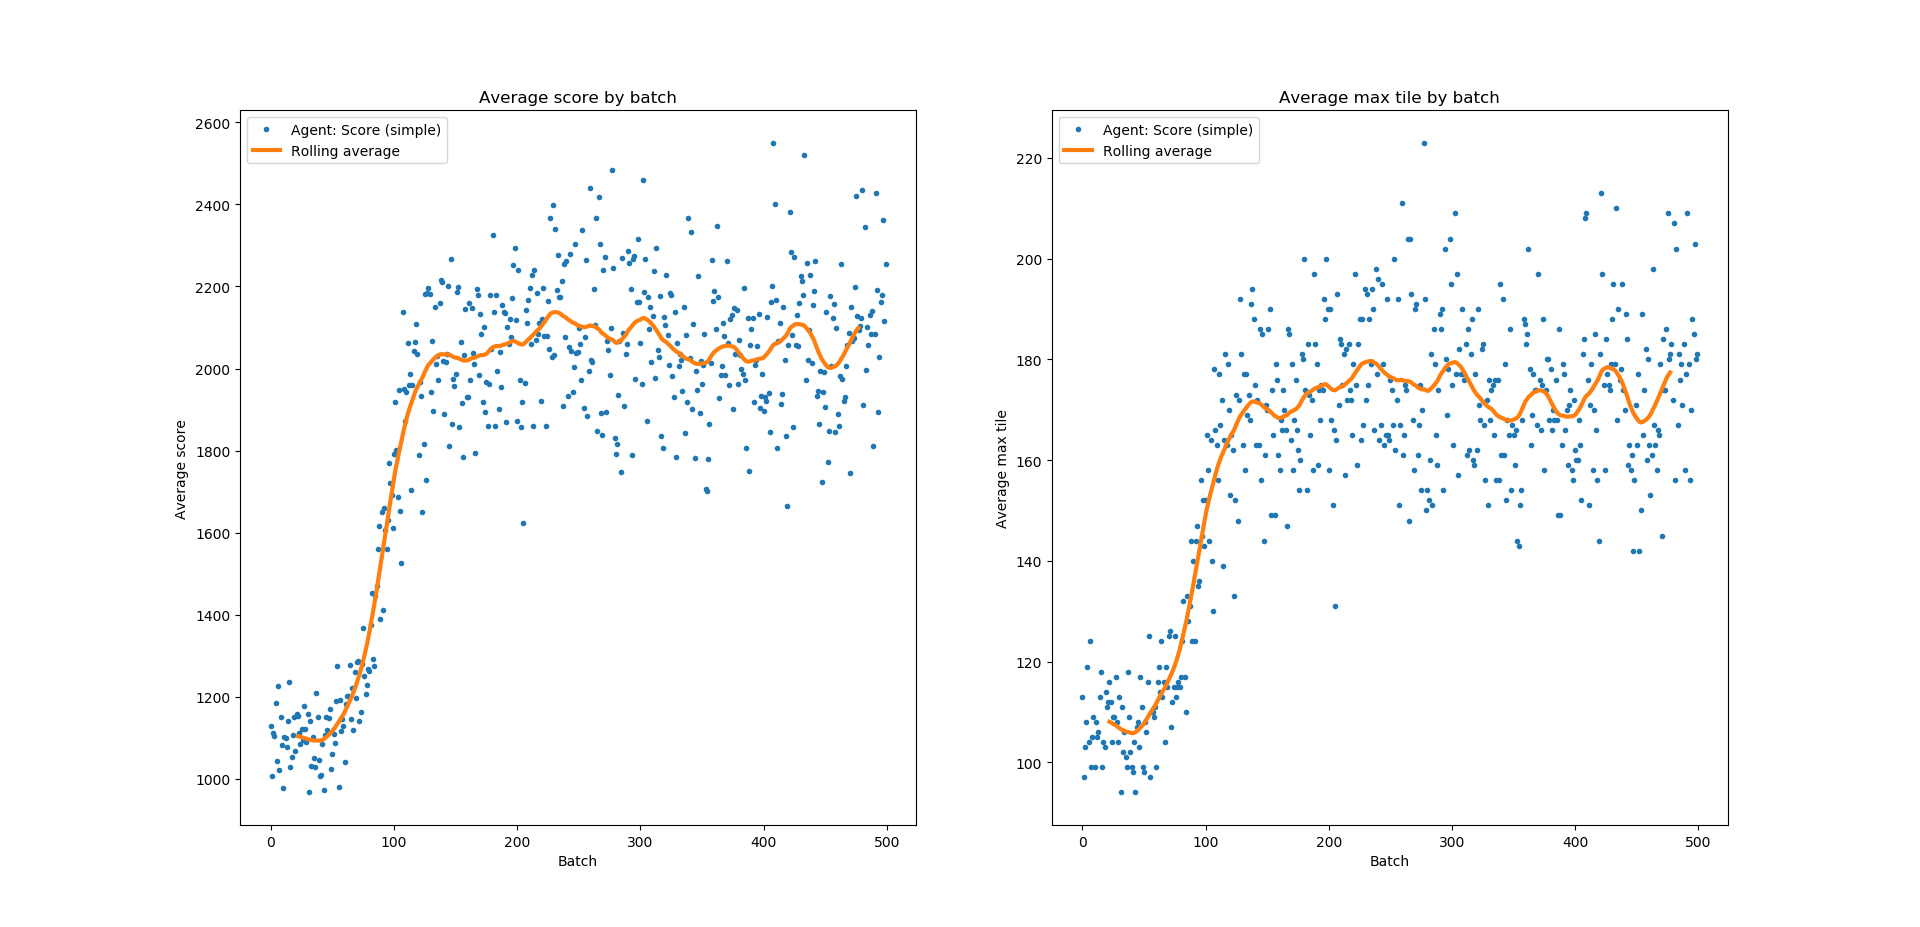 Average score by batch
Agent: Score (simple)
Rolling average
2600
2400
2200
2000
1800
1600
1400
1200
1000
Average score
0 100 200 300 400 500
Batch
Average max tile by batch
Agent: Score (simple)
Rolling average
220
200
180
160
140
120
100
Average max tile
0 100 200 300 400 500
Batch